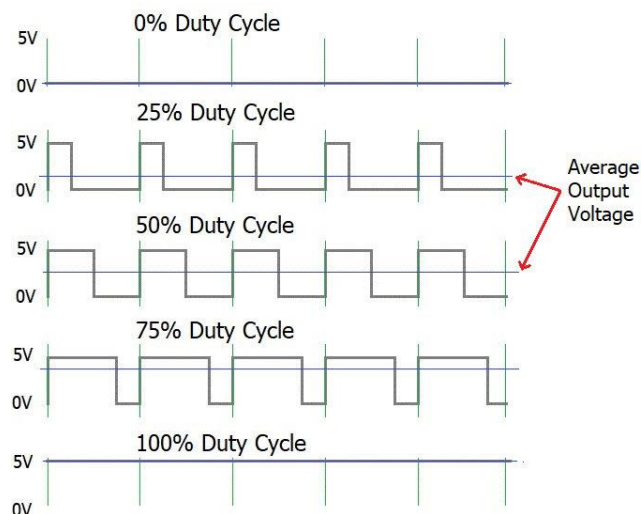 0% Duty Cycle
5V
0V
25% Duty Cycle
5V
0V
Average
Output
Voltage
50% Duty Cycle
5V
0V
75% Duty Cycle
5V
0V
100% Duty Cycle
5V
0V